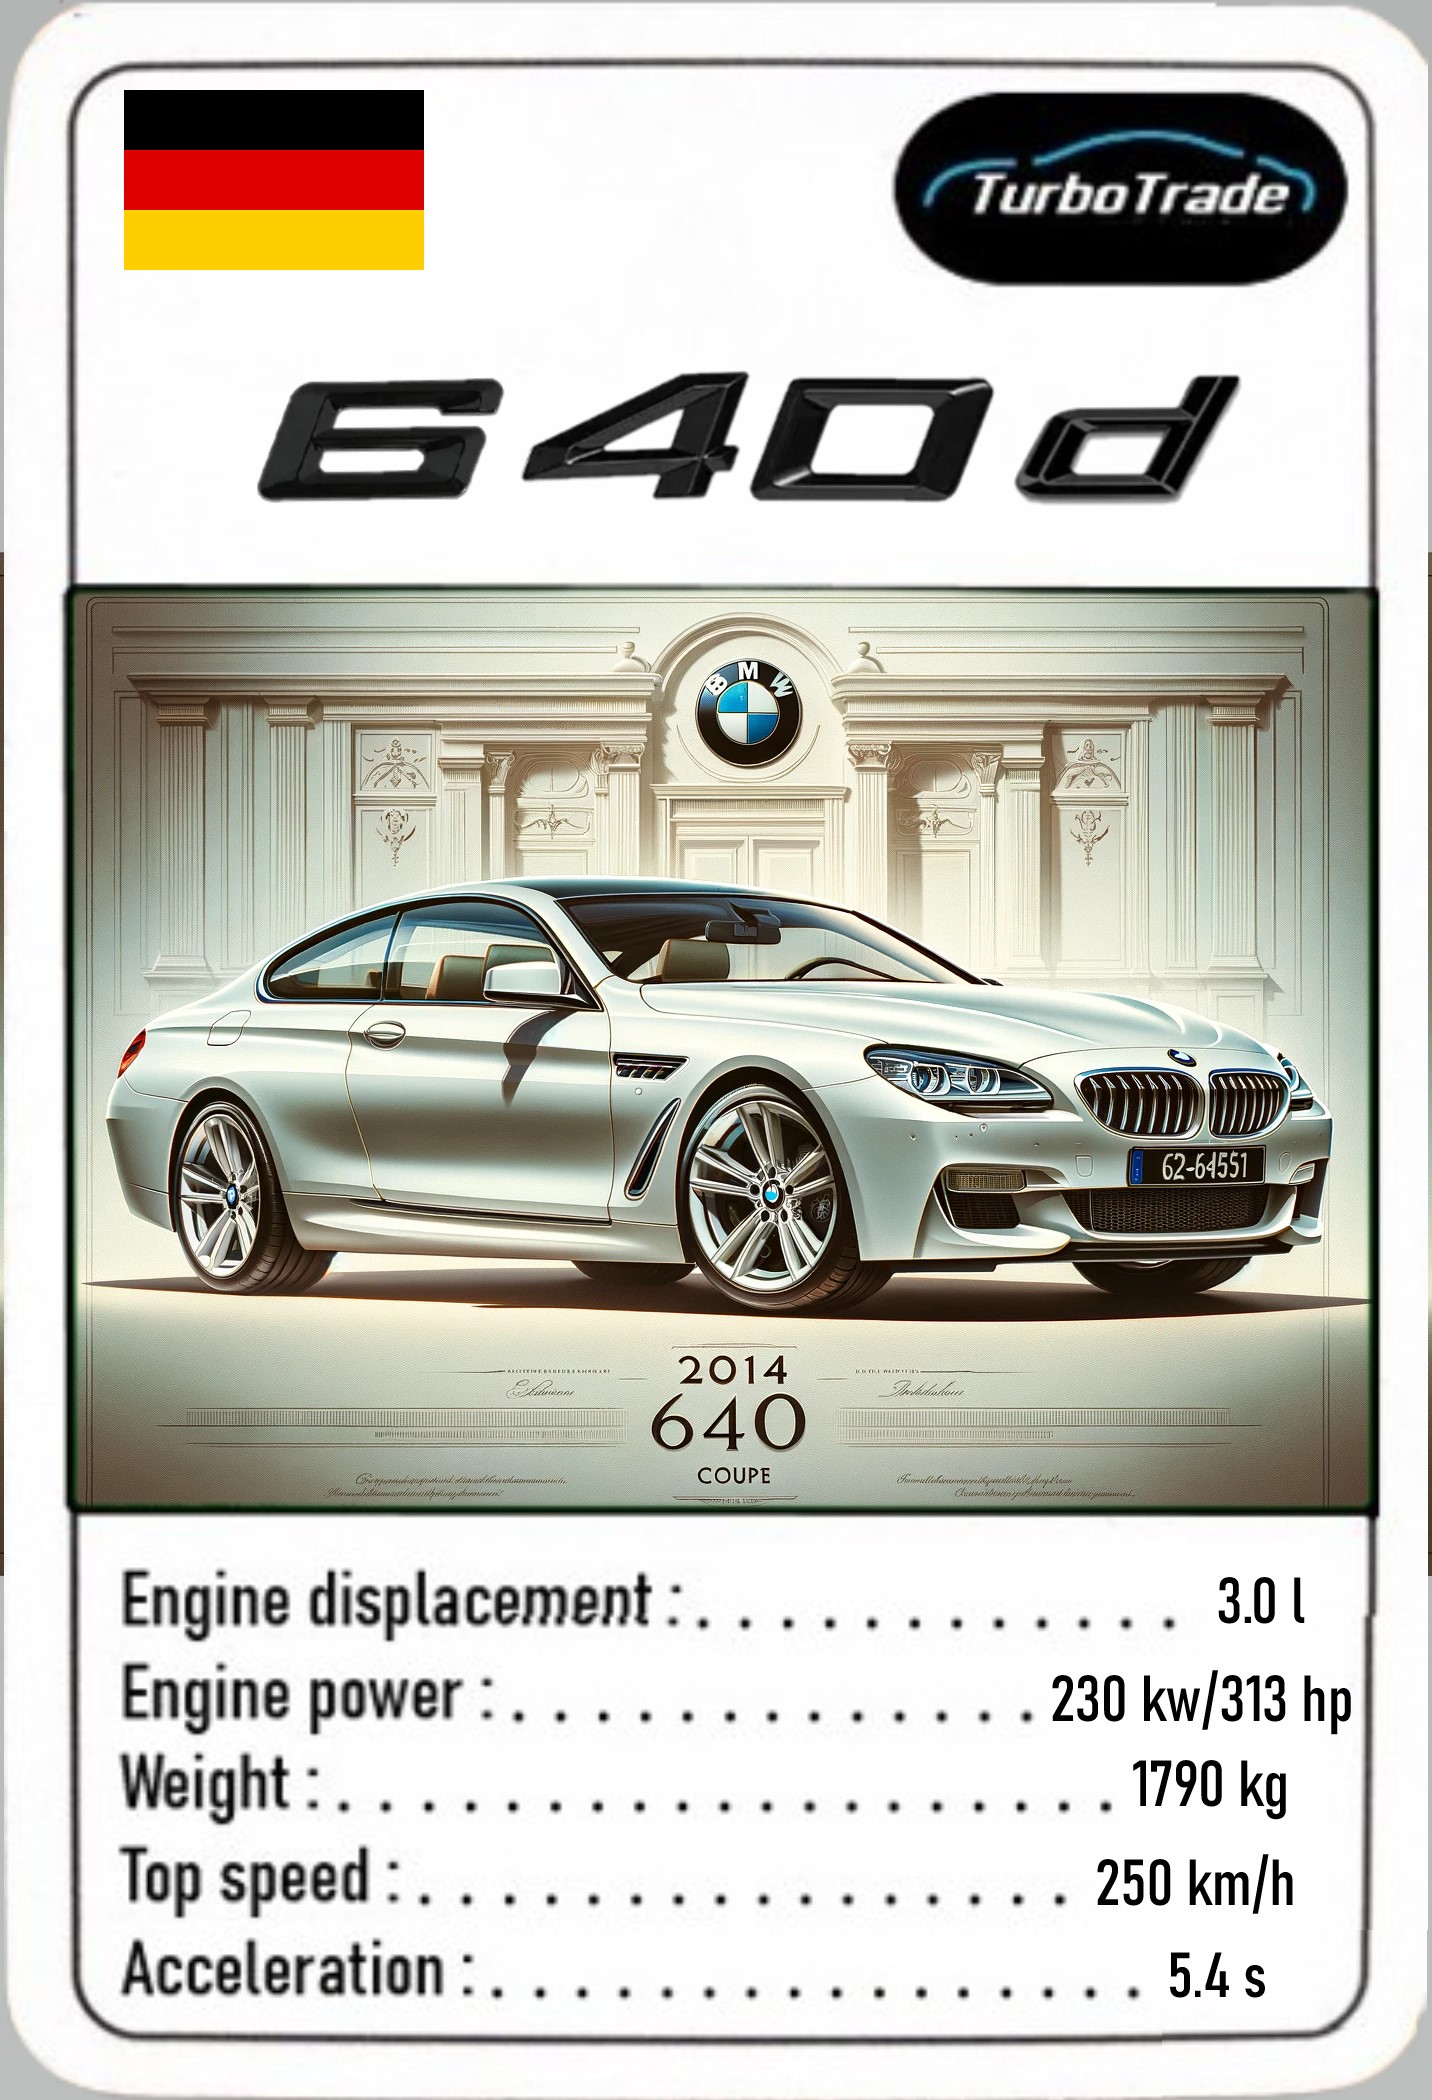 TurboTrade
640d
BMW
62-64551
2014
640
COUPE
Engine displacement : . . . . . . . . . . . . 3.0 l
Engine power : . . . . . . . . . . . . . 230 kw/313 hp
Weight : . . . . . . . . . . . . . . . . . . . 1790 kg
Top speed : . . . . . . . . . . . . . . . . 250 km/h
Acceleration : . . . . . . . . . . . . . . . . 5.4 s